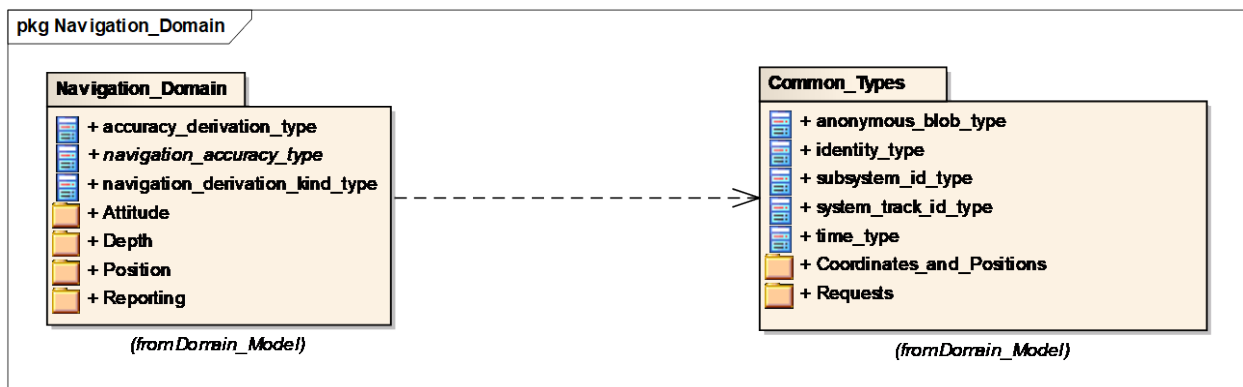 pkg Navigation_Domain
Navigation_Domain
+ accuracy_derivation_type
+ navigation_accuracy_type
+ navigation_derivation_kind_type
+ Attitude
+ Depth
+ Position
+ Reporting
(from Domain_Model)
Common_Types
+ anonymous_blob_type
+ identity_type
+ subsystem_id_type
+ system_track_id_type
+ time_type
+ Coordinates_and_Positions
+ Requests
(from Domain_Model)